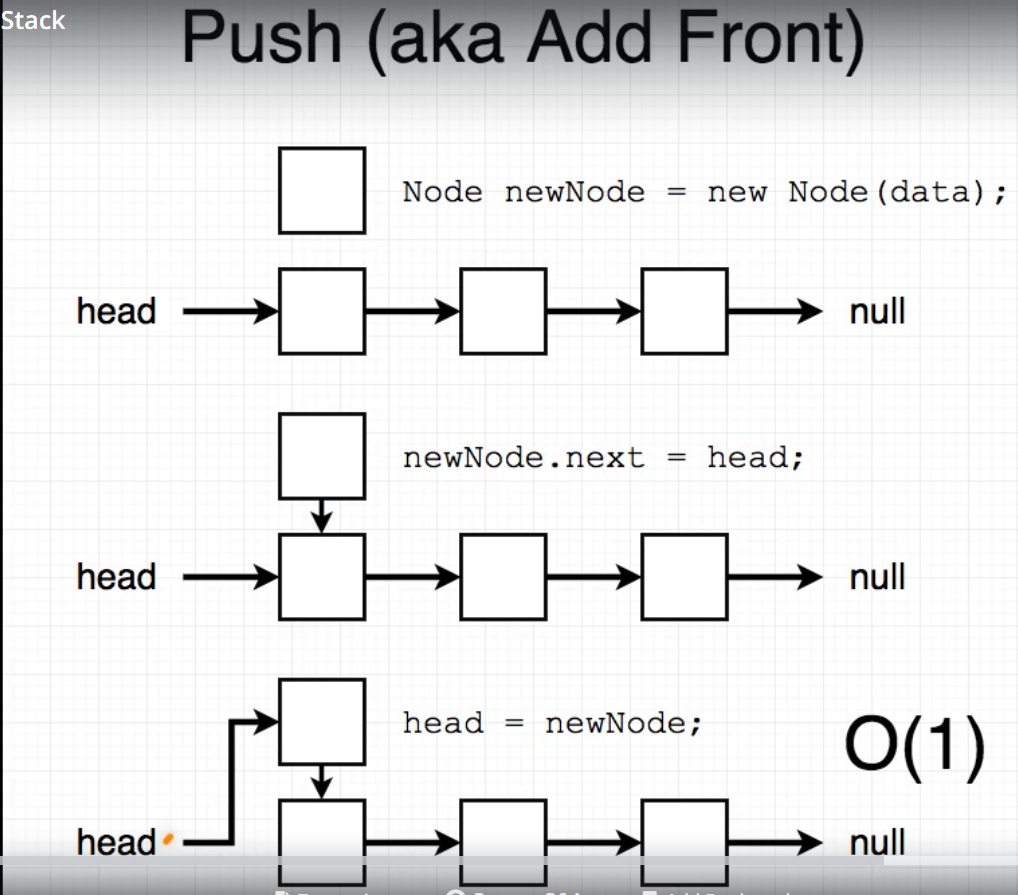 Stack
Push (aka Add Front)
Node newNode = new Node(data);
head
null
newNode.next = head;
head
null
head = newNode;
O(1)
head
null